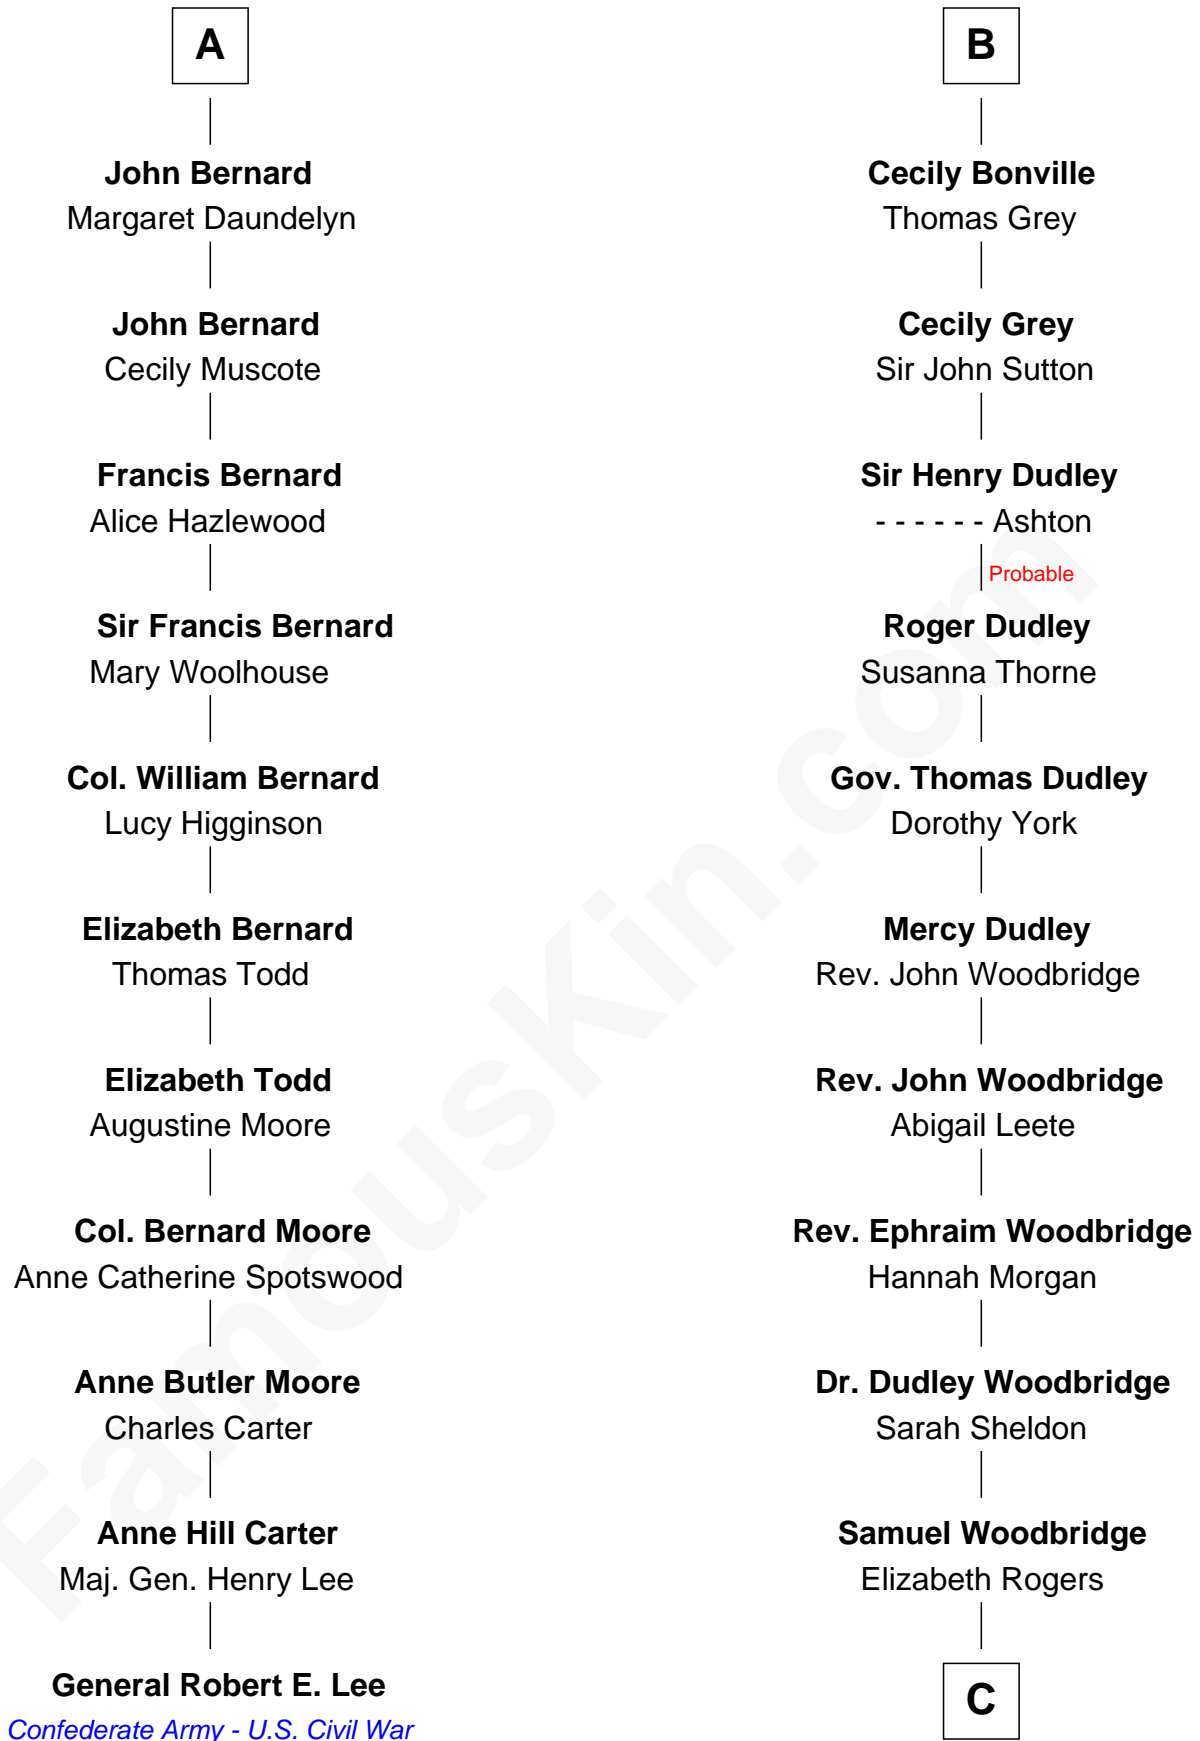 A
John Bernard
Margaret Daundelyn
John Bernard
Cecily Muscote
Francis Bernard
Alice Hazlewood
Sir Francis Bernard
Mary Woolhouse
Col. William Bernard
Lucy Higginson
Elizabeth Bernard
Thomas Todd
Elizabeth Todd
Augustine Moore
Col. Bernard Moore
Anne Catherine Spotswood
Anne Butler Moore
Charles Carter
Anne Hill Carter
Maj. Gen. Henry Lee
General Robert E. Lee
Confederate Army - U.S. Civil War
B
Cecily Bonville
Thomas Grey
Cecily Grey
Sir John Sutton
Sir Henry Dudley
- - - - - - Ashton
Probable
Roger Dudley
Susanna Thorne
Gov. Thomas Dudley
Dorothy York
Mercy Dudley
Rev. John Woodbridge
Rev. John Woodbridge
Abigail Leete
Rev. Ephraim Woodbridge
Hannah Morgan
Dr. Dudley Woodbridge
Sarah Sheldon
Samuel Woodbridge
Elizabeth Rogers
C
FamousKin.com